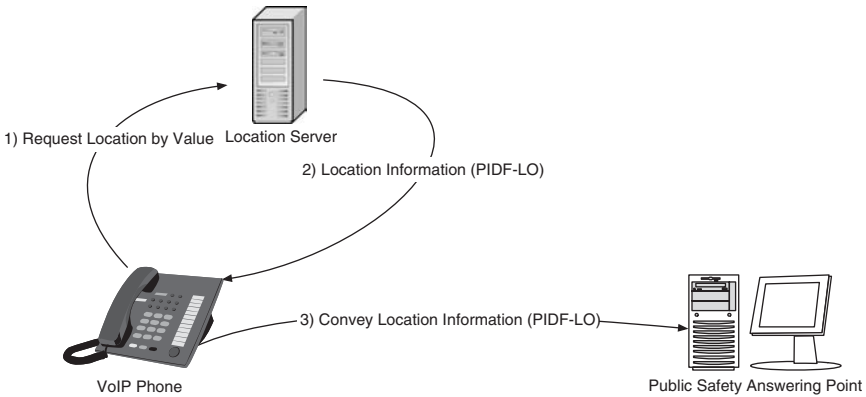 1) Request Location by Value
Location Server
2) Location Information (PIDF-LO)
3) Convey Location Information (PIDF-LO)
VoIP Phone
Public Safety Answering Point